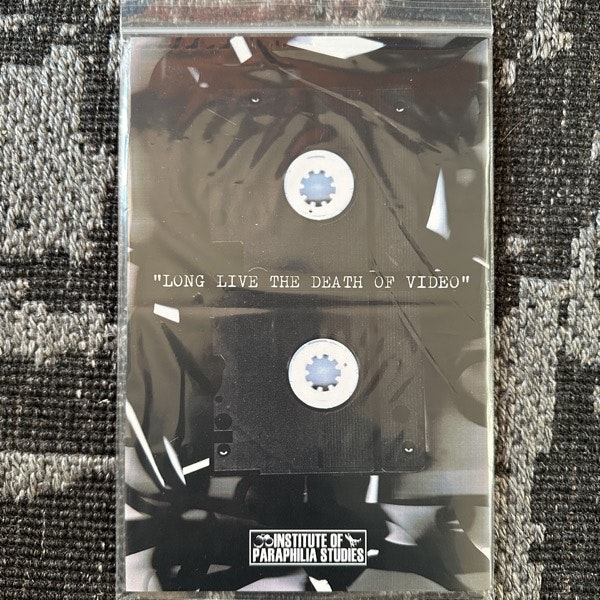 "LONG LIVE THE DEATH OF VIDEO"
INSTITUTE OF
PARAPHILIA STUDIES